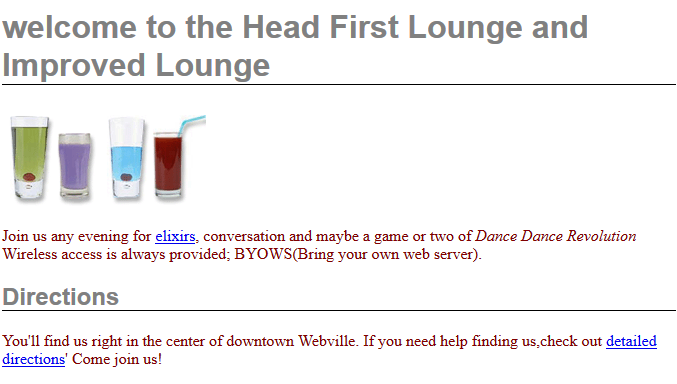 welcome to the Head First Lounge and
Improved Lounge
Join us any evening for elixirs, conversation and maybe a game or two of Dance Dance Revolution
Wireless access is always provided; BYOWS(Bring your own web server).
Directions
You'll find us right in the center of downtown Webville. If you need help finding us,check out detailed
directions' Come join us!